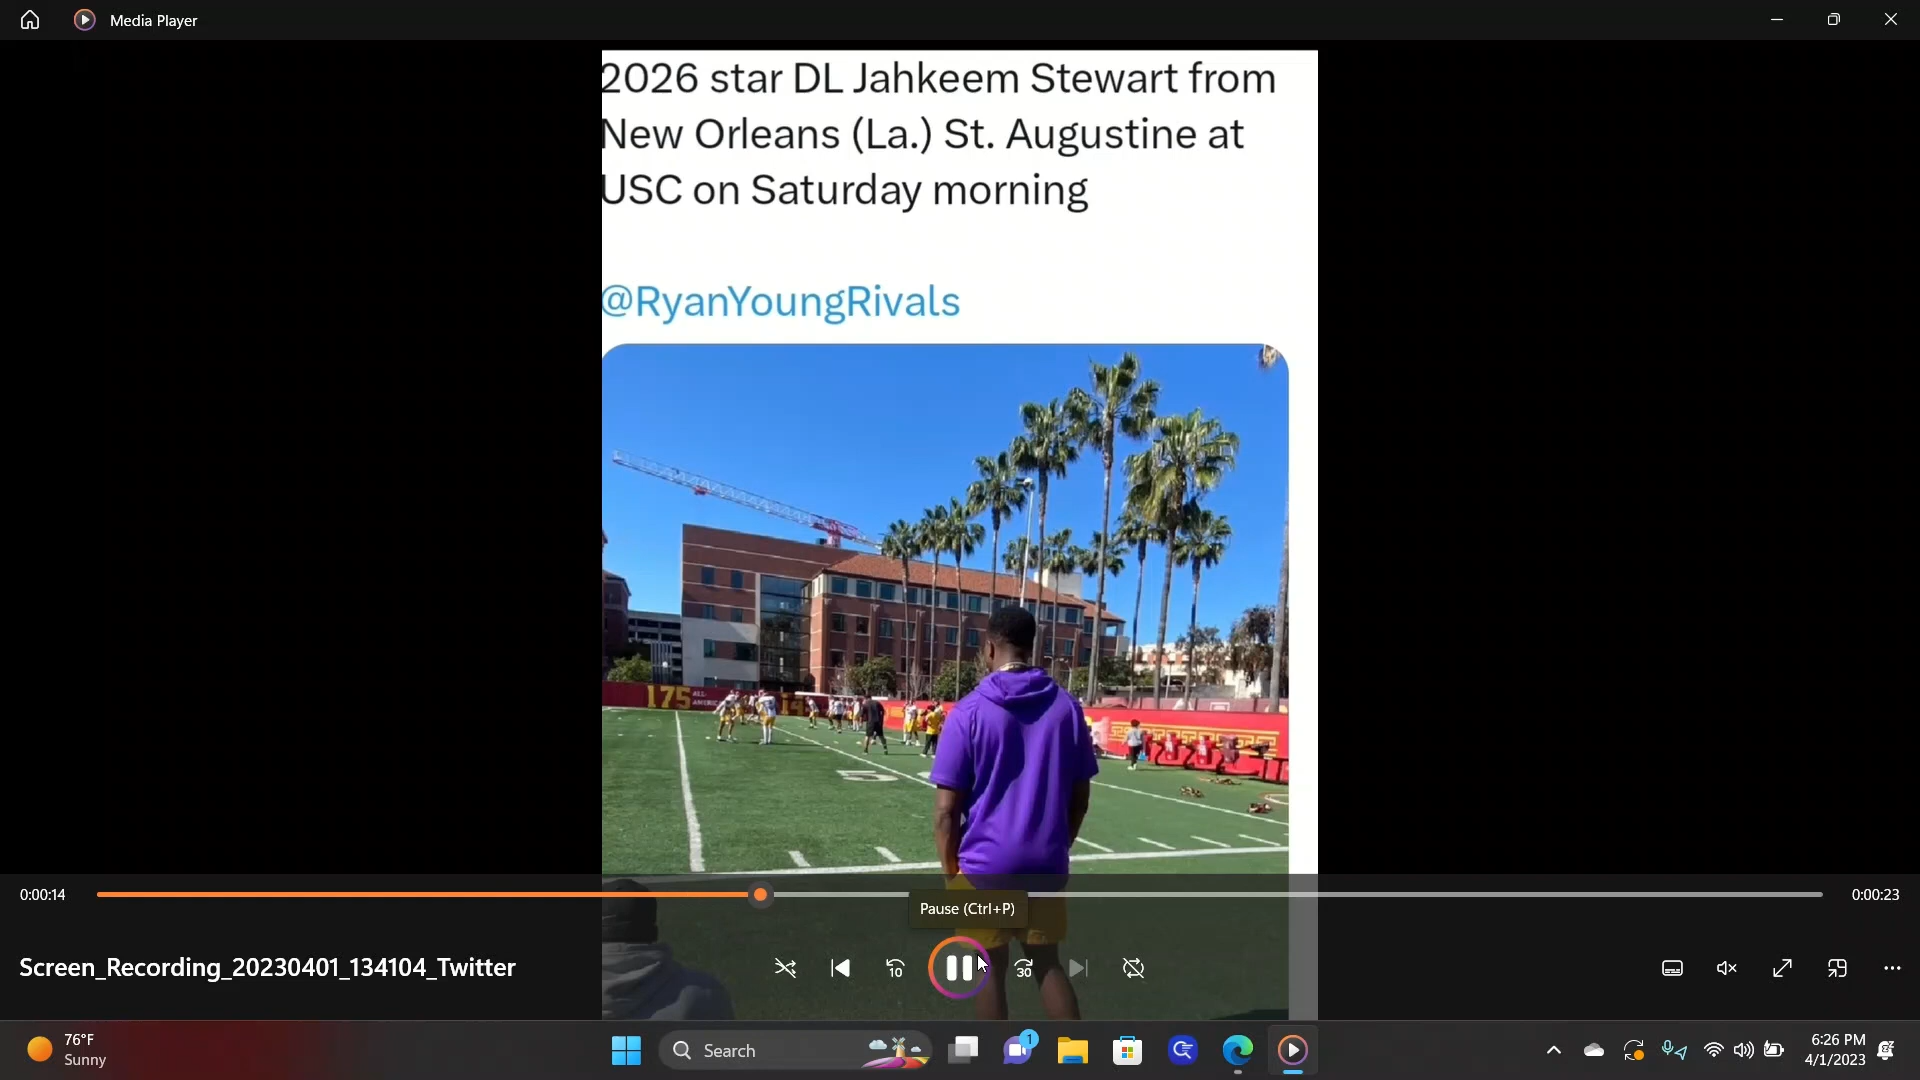 Media Player
2026 star DL Jahkeem Stewart from
New Orleans (La.) St. Augustine at
USC on Saturday morning
@RyanYoungRivals
175
ALL-
0:00:14
0:00:23
Pause (Ctrl+P)
Screen_Recording_20230401_134104_Twitter
10
30
76°F
Sunny
Search
1
6:26 PM
4/1/2023